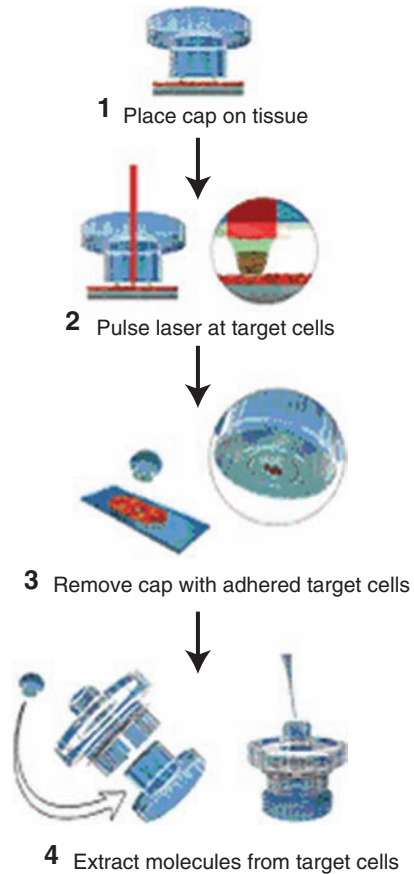 1 Place cap on tissue
2 Pulse laser at target cells
3 Remove cap with adhered target cells
4 Extract molecules from target cells